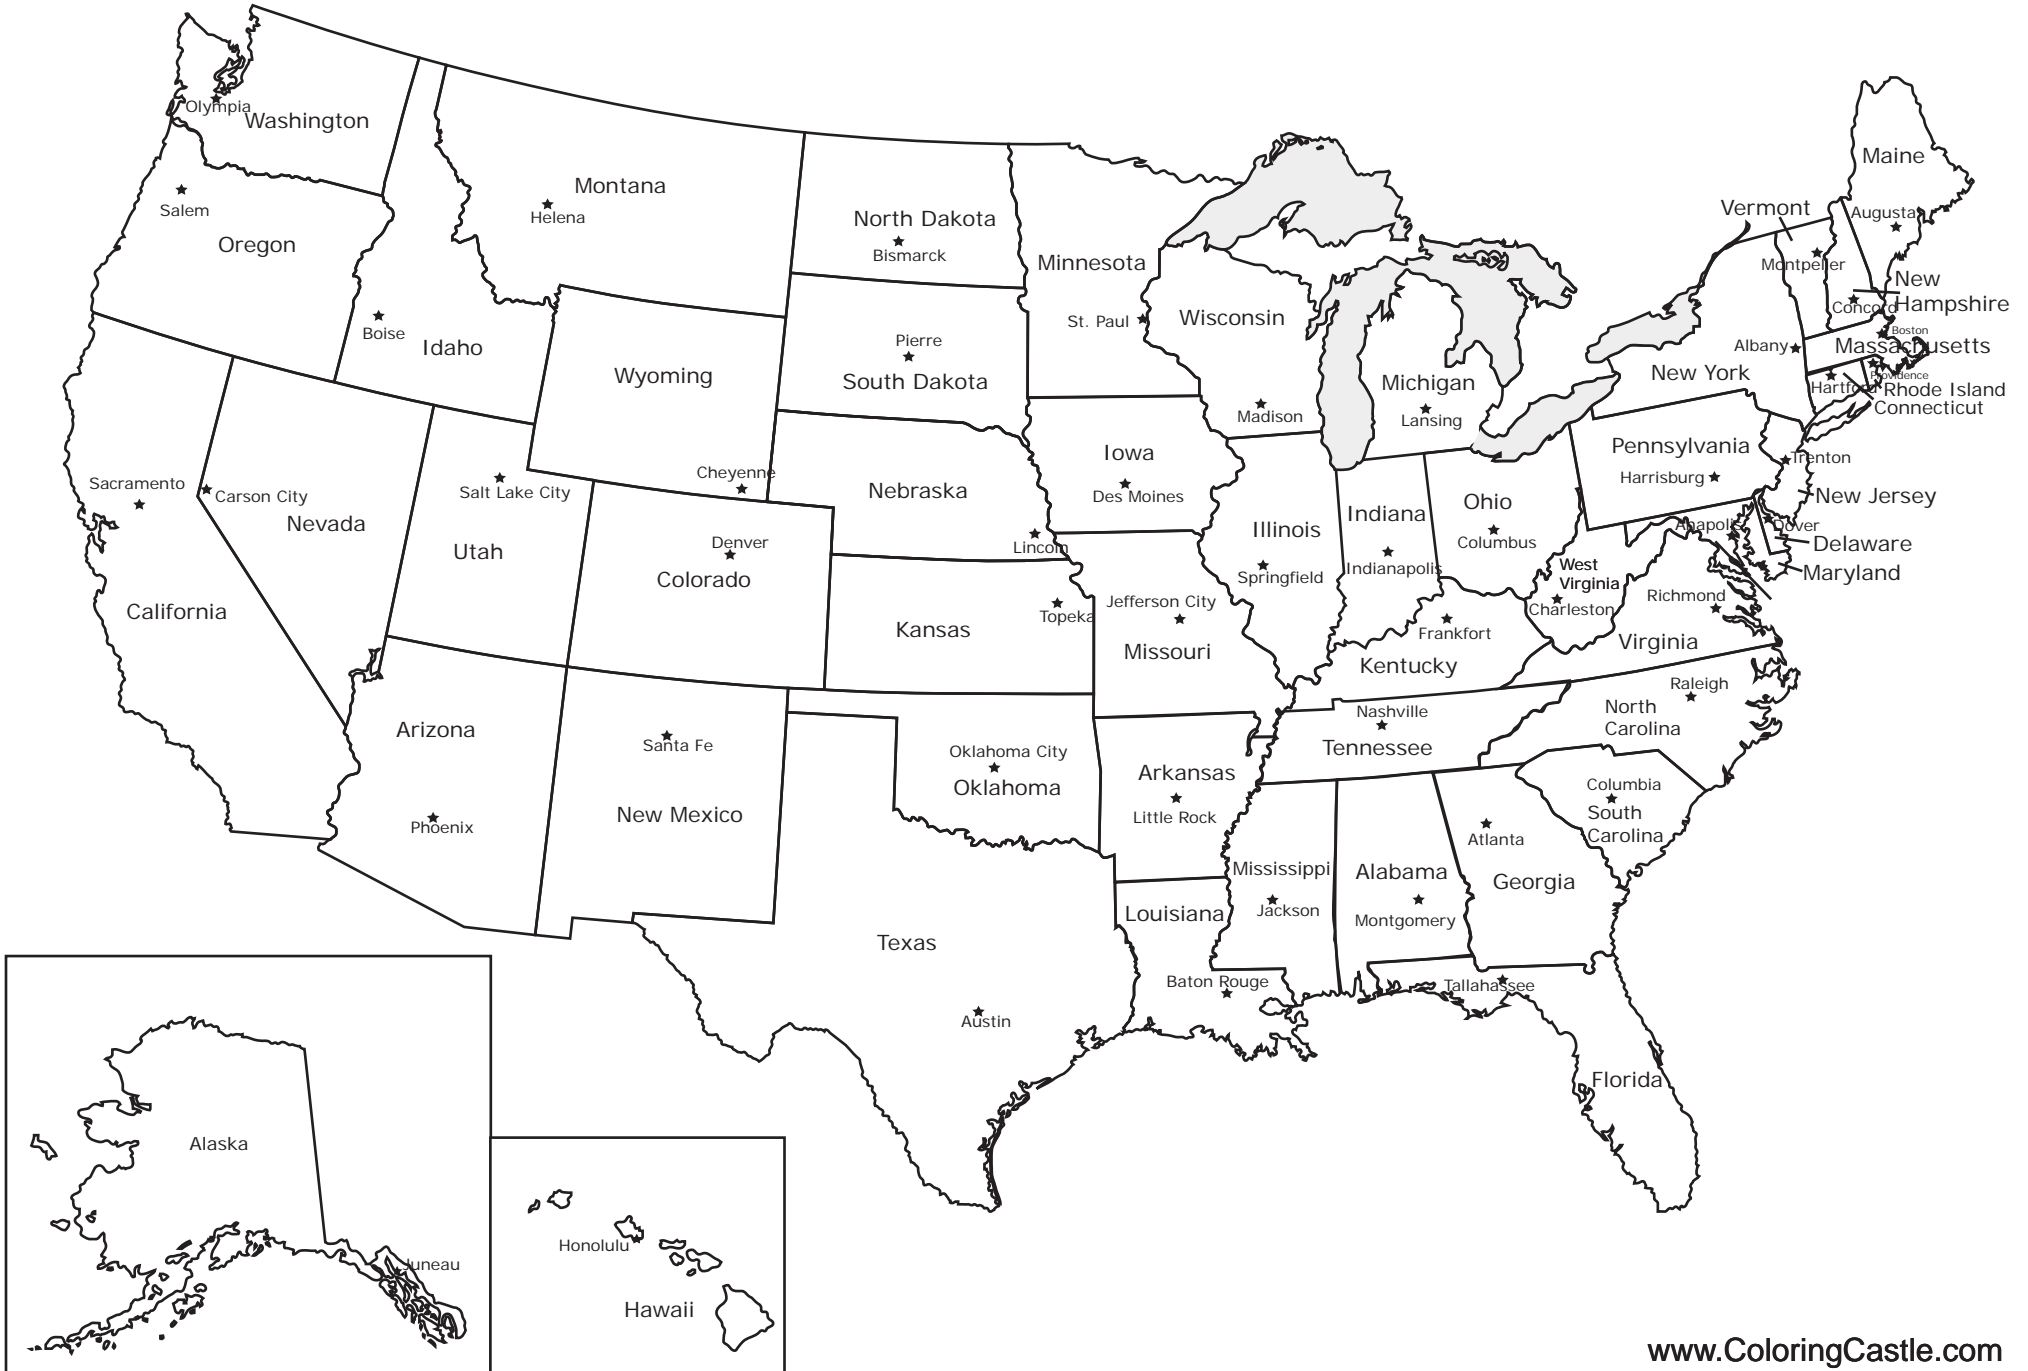 Olympia
Washington
Salem
Oregon
Boise
Idaho
Montana
Helena
Wyoming
Cheyenne
North Dakota
Bismarck
Pierre
South Dakota
Nebraska
Lincoln
Minnesota
St. Paul
Wisconsin
Madison
Iowa
Des Moines
Michigan
Lansing
Sacramento
California
Carson City
Nevada
Salt Lake City
Utah
Denver
Colorado
Kansas
Topeka
Jefferson City
Missouri
Illinois
Springfield
Indiana
Indianapolis
Ohio
Columbus
West
Virginia
Charleston
Frankfort
Kentucky
Nashville
Tennessee
Arizona
Phoenix
Santa Fe
New Mexico
Oklahoma City
Oklahoma
Arkansas
Little Rock
Texas
Austin
Louisiana
Baton Rouge
Mississippi
Jackson
Alabama
Montgomery
Atlanta
Georgia
Tallahassee
Florida
Columbia
South
Carolina
Raleigh
North
Carolina
Richmond
Virginia
Maine
Augusta
Vermont
Montpelier
New
Hampshire
Concord
Boston
Massachusetts
Albany
New York
Providence
Hartford
Rhode Island
Connecticut
Pennsylvania
Harrisburg
Trenton
New Jersey
Anapolis
Dover
Delaware
Maryland
Alaska
Juneau
Honolulu
Hawaii
www.ColoringCastle.com